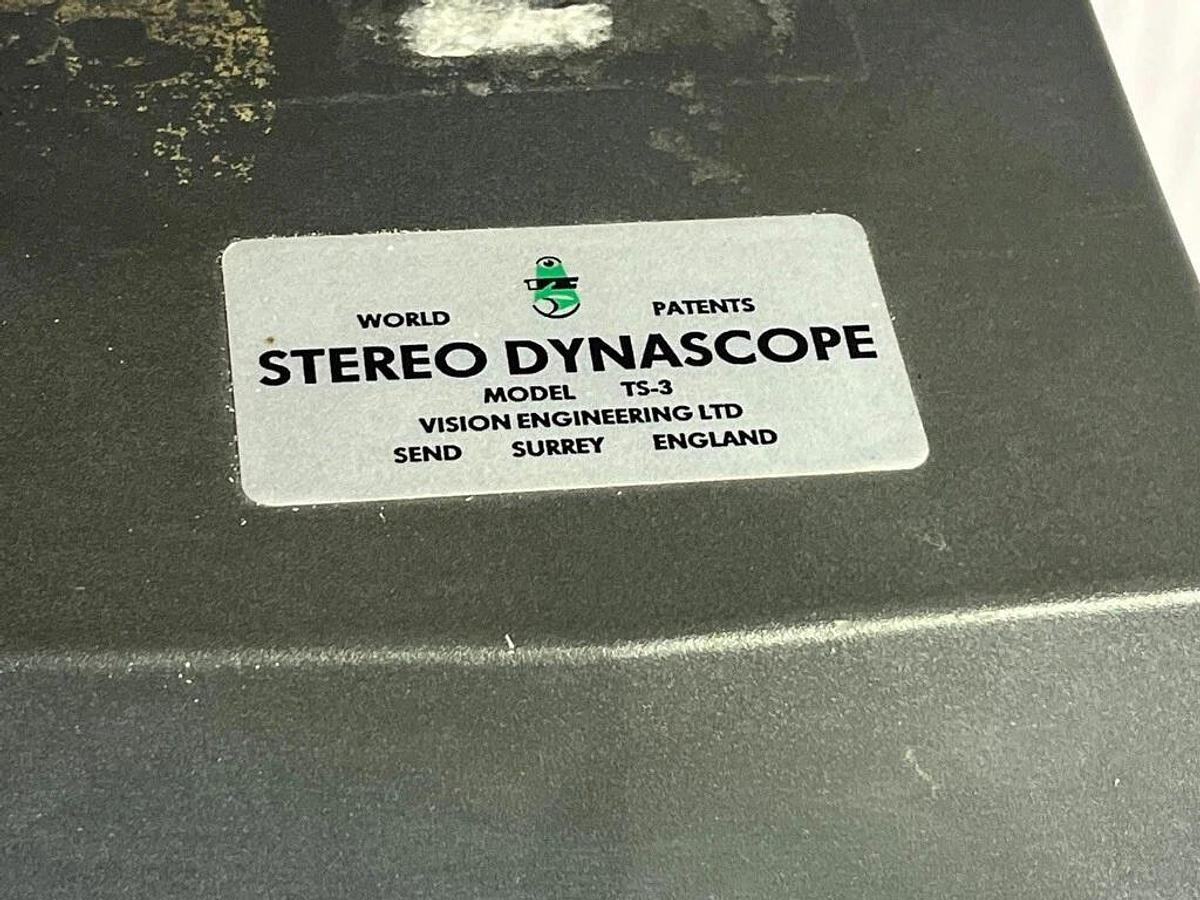 WORLD PATENTS
STEREO DYNASCOPE
MODEL TS-3
VISION ENGINEERING LTD
SEND SURREY ENGLAND